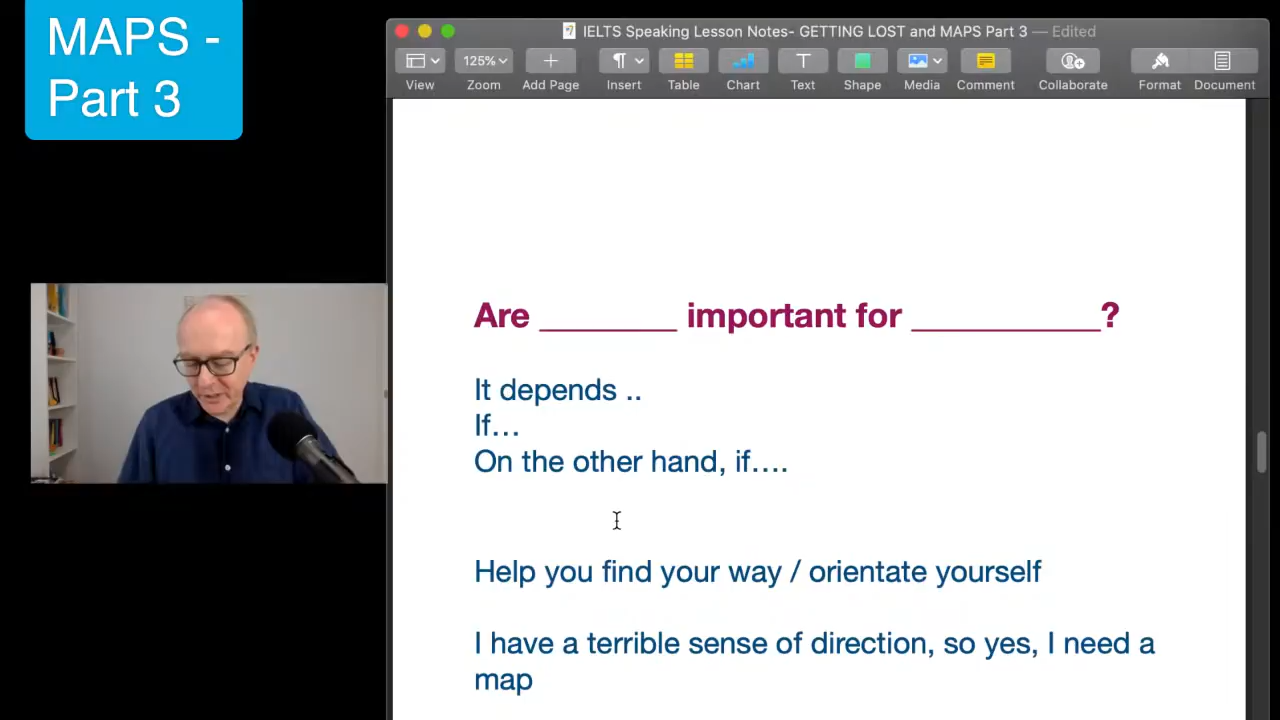 MAPS -
Part 3
IELTS Speaking Lesson Notes- GETTING LOST and MAPS Part 3 — Edited
125%
View
Zoom
Add Page
Insert
Table
Chart
Text
Shape
Media
Comment
Collaborate
Format
Document
Are ________ important for ___________?
It depends ..
If…
On the other hand, if….
Help you find your way / orientate yourself
I have a terrible sense of direction, so yes, I need a
map